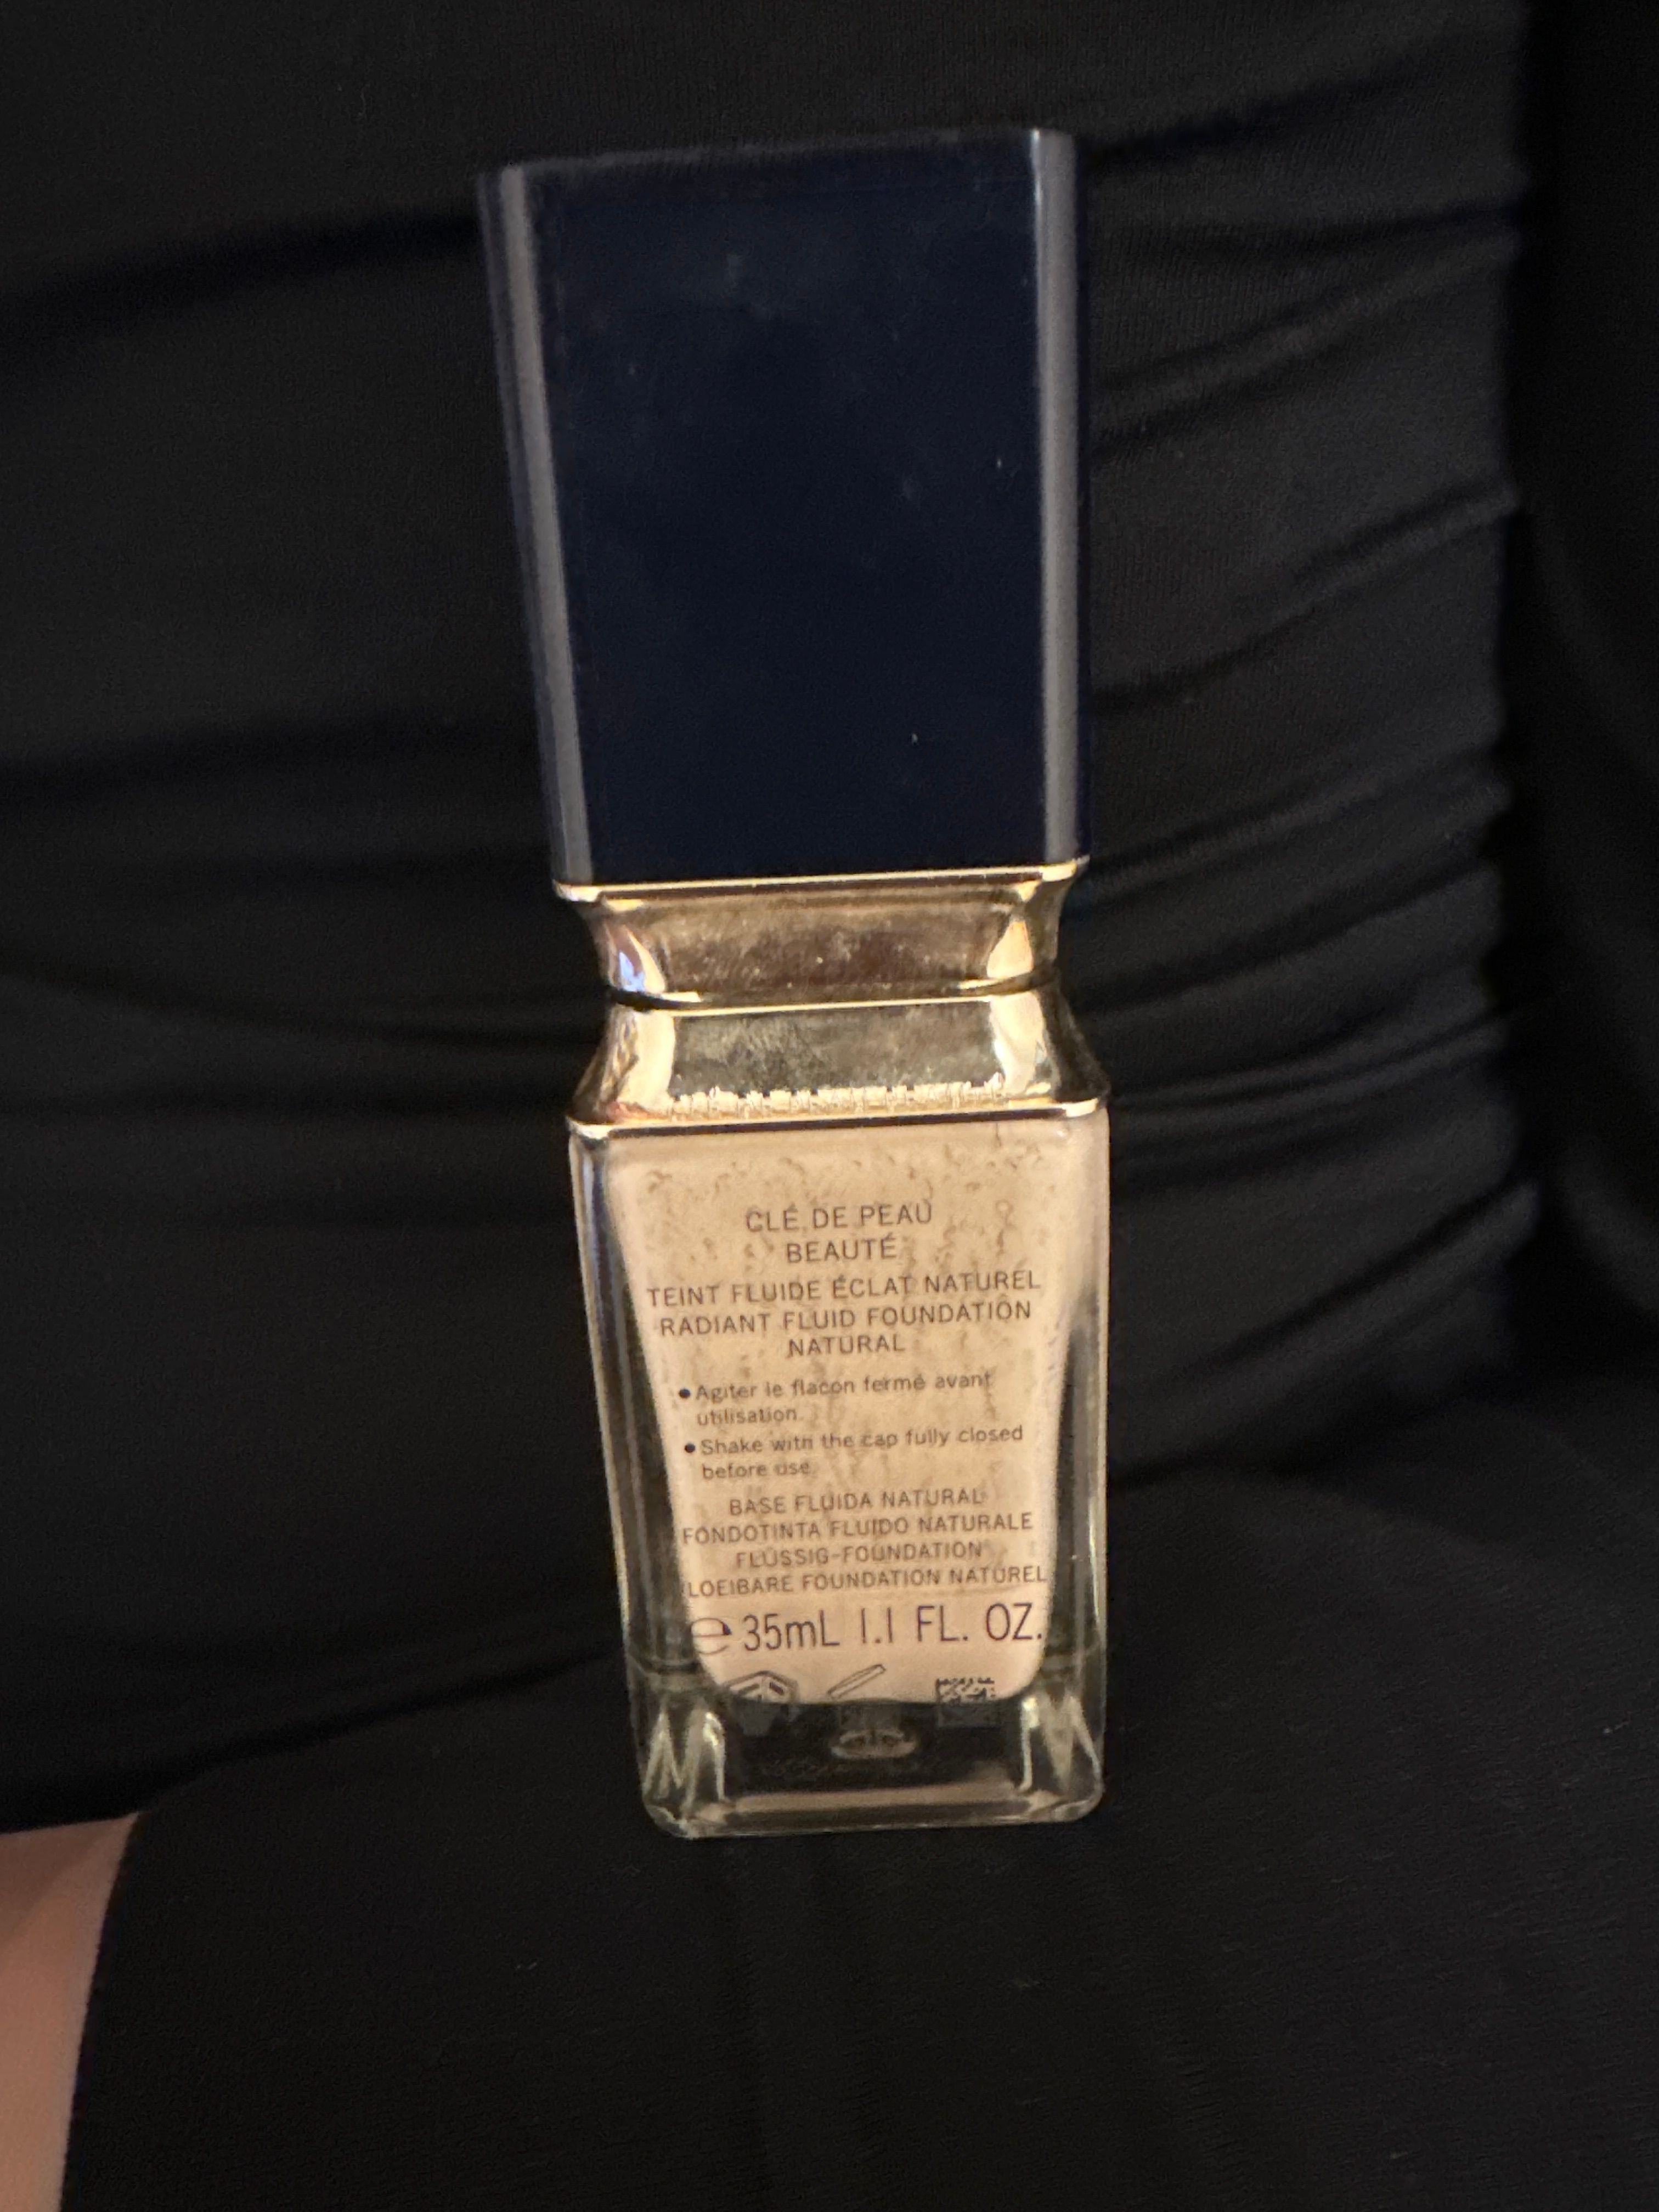 CLÉ DE PEAU
BEAUTÉ
TEINT FLUIDE ÉCLAT NATUREL
RADIANT FLUID FOUNDATION
NATURAL
● Agiter le flacon fermé avant
utilisation.
● Shake with the cap fully closed
before use.
BASE FLUIDA NATURAL
FONDOTINTA FLUIDO NATURALE
FLÜSSIG-FOUNDATION
LOEIBARE FOUNDATION NATUREL
℮ 35mL 1.1 FL. OZ.